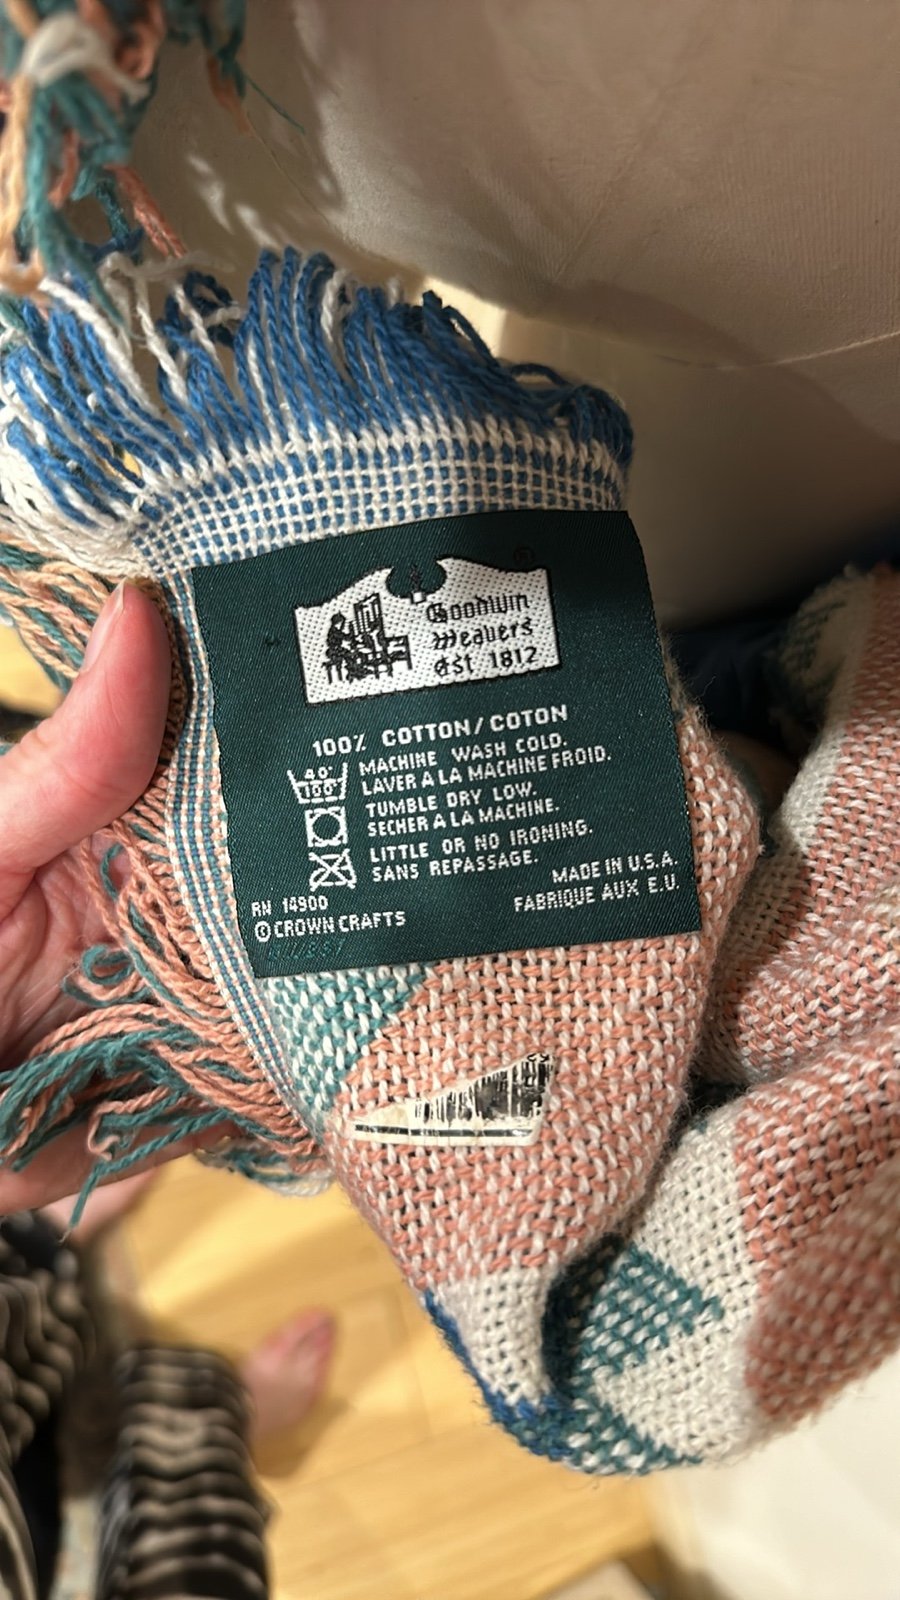 ®
Goodwin
Weavers
Est 1812
100% COTTON/COTON
40°
100°
MACHINE WASH COLD.
LAVER A LA MACHINE FROID.
TUMBLE DRY LOW.
SECHER A LA MACHINE.
LITTLE OR NO IRONING.
SANS REPASSAGE.
MADE IN U.S.A.
FABRIQUE AUX E.U.
RN 14900
© CROWN CRAFTS